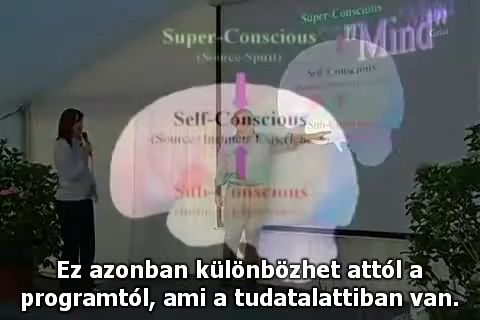 Super-Conscious
(Source-Spirit)
Self-Conscious
Sub-Conscious
Super-Conscious
"Mind"
Self-Conscious
Ez azonban különbözhet attól a
programtól, ami a tudatalattiban van.